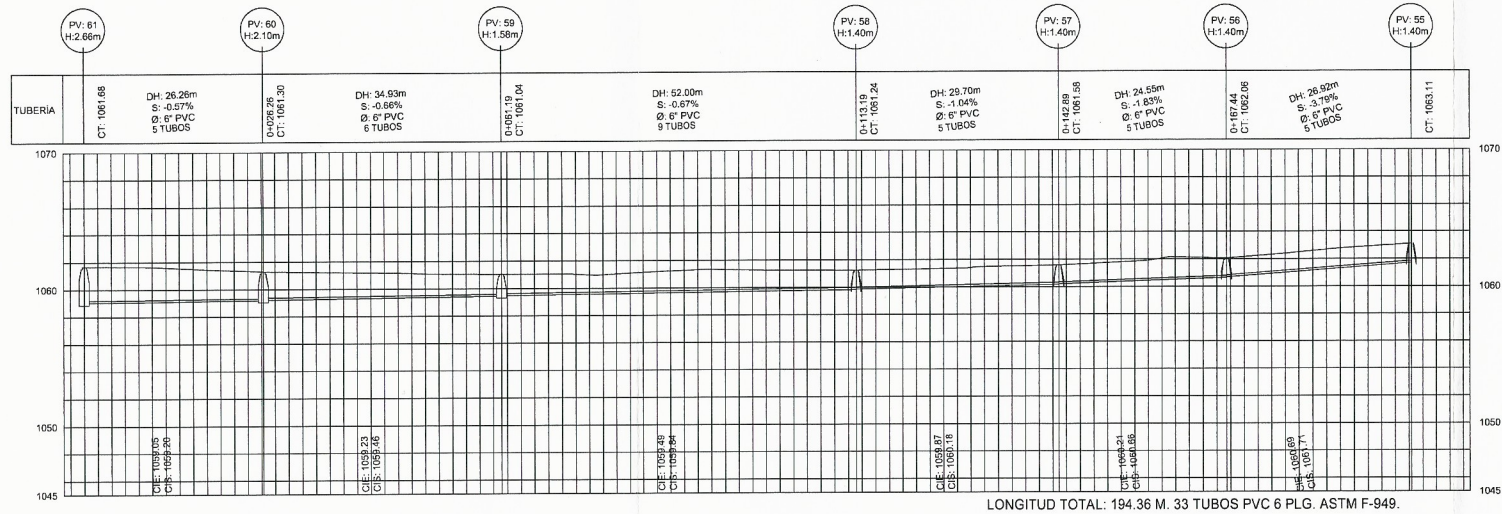 PV: 61
H:2.66m
PV: 60
H:2.10m
PV: 59
H:1.58m
PV: 58
H:1.40m
PV: 57
H:1.40m
PV: 56
H:1.40m
PV: 55
H:1.40m
TUBERÍA
CT: 1061.68
DH: 26.26m
S: -0.57%
Ø: 6" PVC
5 TUBOS
0+026.26
CT: 1061.30
DH: 34.93m
S: -0.66%
Ø: 6" PVC
6 TUBOS
0+061.19
CT: 1061.04
DH: 52.00m
S: -0.67%
Ø: 6" PVC
9 TUBOS
0+113.19
CT: 1061.24
DH: 29.70m
S: -1.04%
Ø: 6" PVC
5 TUBOS
0+142.89
CT: 1061.58
DH: 24.55m
S: -1.83%
Ø: 6" PVC
5 TUBOS
0+167.44
CT: 1062.06
DH: 26.92m
S: -3.79%
Ø: 6" PVC
5 TUBOS
CT: 1063.11
1070
1070
1060
1060
1050
1050
1045
1045
CIE: 1059.05
CIS: 1059.20
CIE: 1059.23
CIS: 1059.46
CIE: 1059.49
CIS: 1059.84
CIE: 1059.87
CIS: 1060.18
CIE: 1060.21
CIS: 1060.66
CIE: 1060.69
CIS: 1061.71
LONGITUD TOTAL: 194.36 M. 33 TUBOS PVC 6 PLG. ASTM F-949.